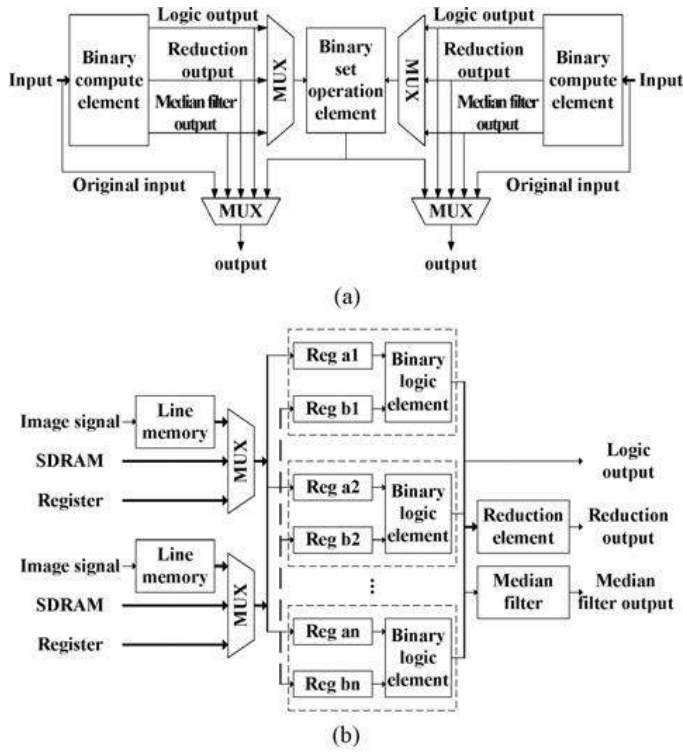 Logic output
Logic output
Input
Binary
compute
element
Reduction
output
MUX
Binary
set
operation
element
MUX
Reduction
output
Binary
compute
element
Input
Median filter
output
Median filter
output
Original input
MUX
MUX
Original input
output
output
(a)
Image signal
Line
memory
SDRAM
Register
MUX
Image signal
Line
memory
SDRAM
Register
MUX
Reg a1
Reg b1
Binary
logic
element
Reg a2
Reg b2
Binary
logic
element
...
Reg an
Reg bn
Binary
logic
element
Logic
output
Reduction
element
Reduction
output
Median
filter
Median
filter output
(b)